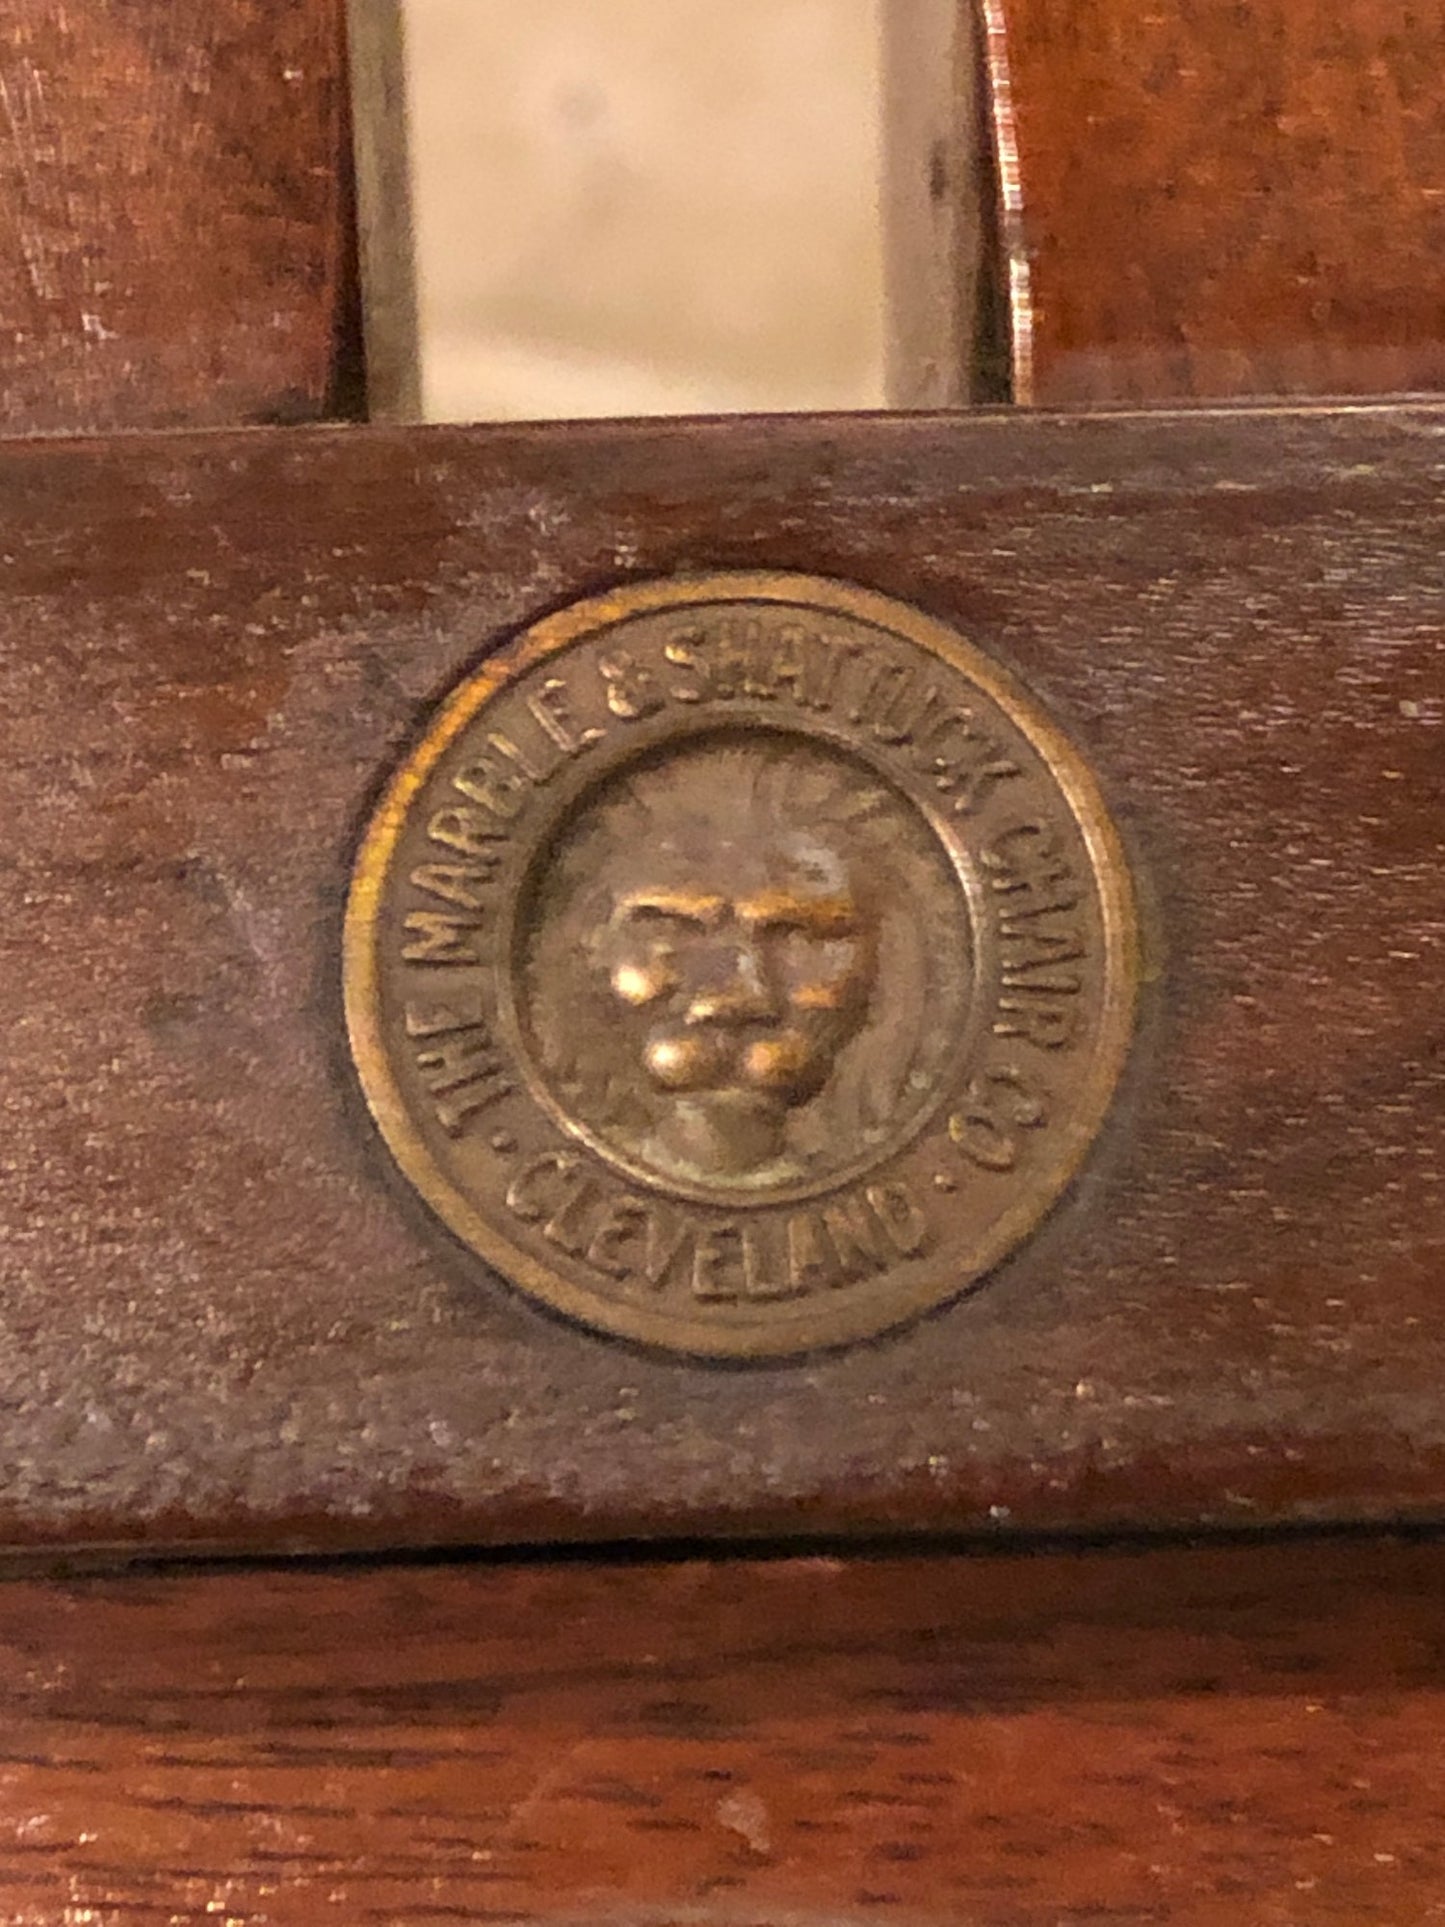 THE MARBLE & SHATTUCK CHAIR CO
· CLEVELAND ·